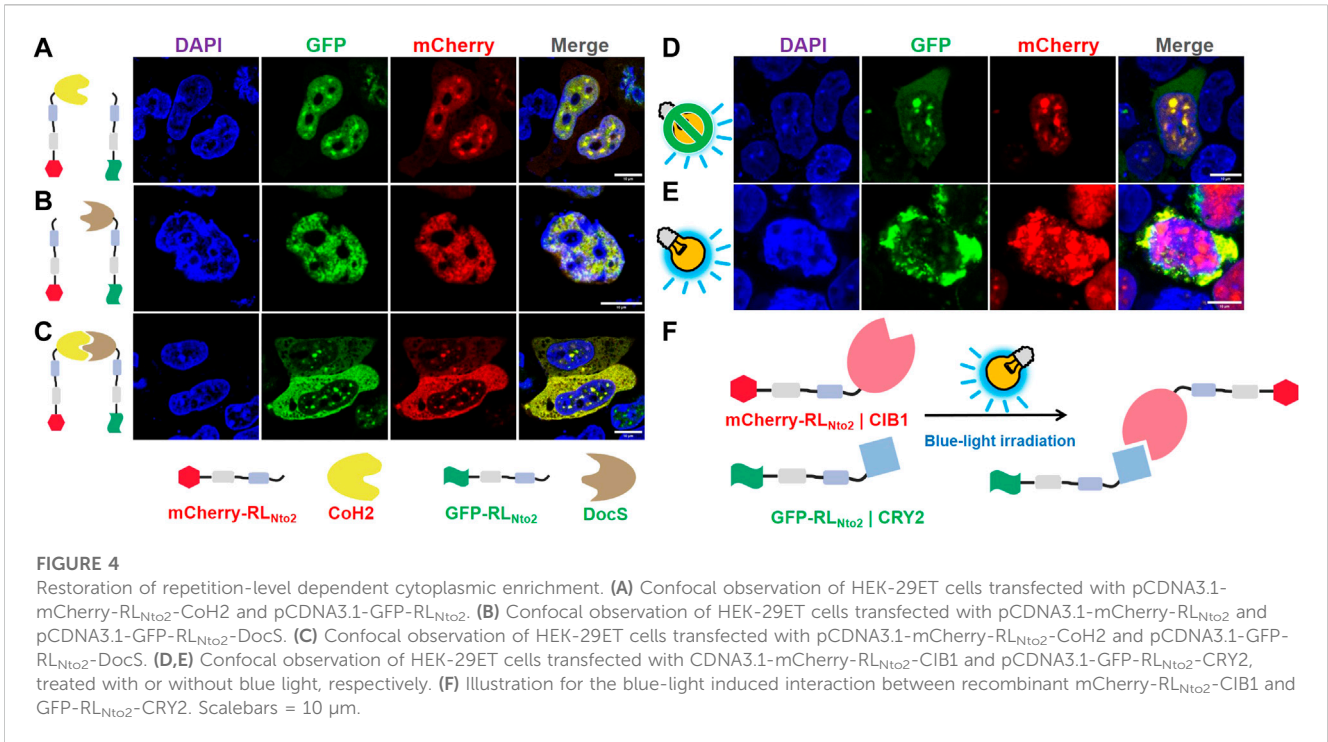 A
DAPI
GFP
mCherry
Merge
B
C
mCherry-RLNto2
CoH2
GFP-RLNto2
DocS
D
DAPI
GFP
mCherry
Merge
E
F
mCherry-RLNto2 | CIB1
Blue-light irradiation
GFP-RLNto2 | CRY2
FIGURE 4
Restoration of repetition-level dependent cytoplasmic enrichment. (A) Confocal observation of HEK-29ET cells transfected with pCDNA3.1-
mCherry-RLNto2-CoH2 and pCDNA3.1-GFP-RLNto2. (B) Confocal observation of HEK-29ET cells transfected with pCDNA3.1-mCherry-RLNto2 and
pCDNA3.1-GFP-RLNto2-DocS. (C) Confocal observation of HEK-29ET cells transfected with pCDNA3.1-mCherry-RLNto2-CoH2 and pCDNA3.1-GFP-
RLNto2-DocS. (D,E) Confocal observation of HEK-29ET cells transfected with CDNA3.1-mCherry-RLNto2-CIB1 and pCDNA3.1-GFP-RLNto2-CRY2,
treated with or without blue light, respectively. (F) Illustration for the blue-light induced interaction between recombinant mCherry-RLNto2-CIB1 and
GFP-RLNto2-CRY2. Scalebars = 10 μm.